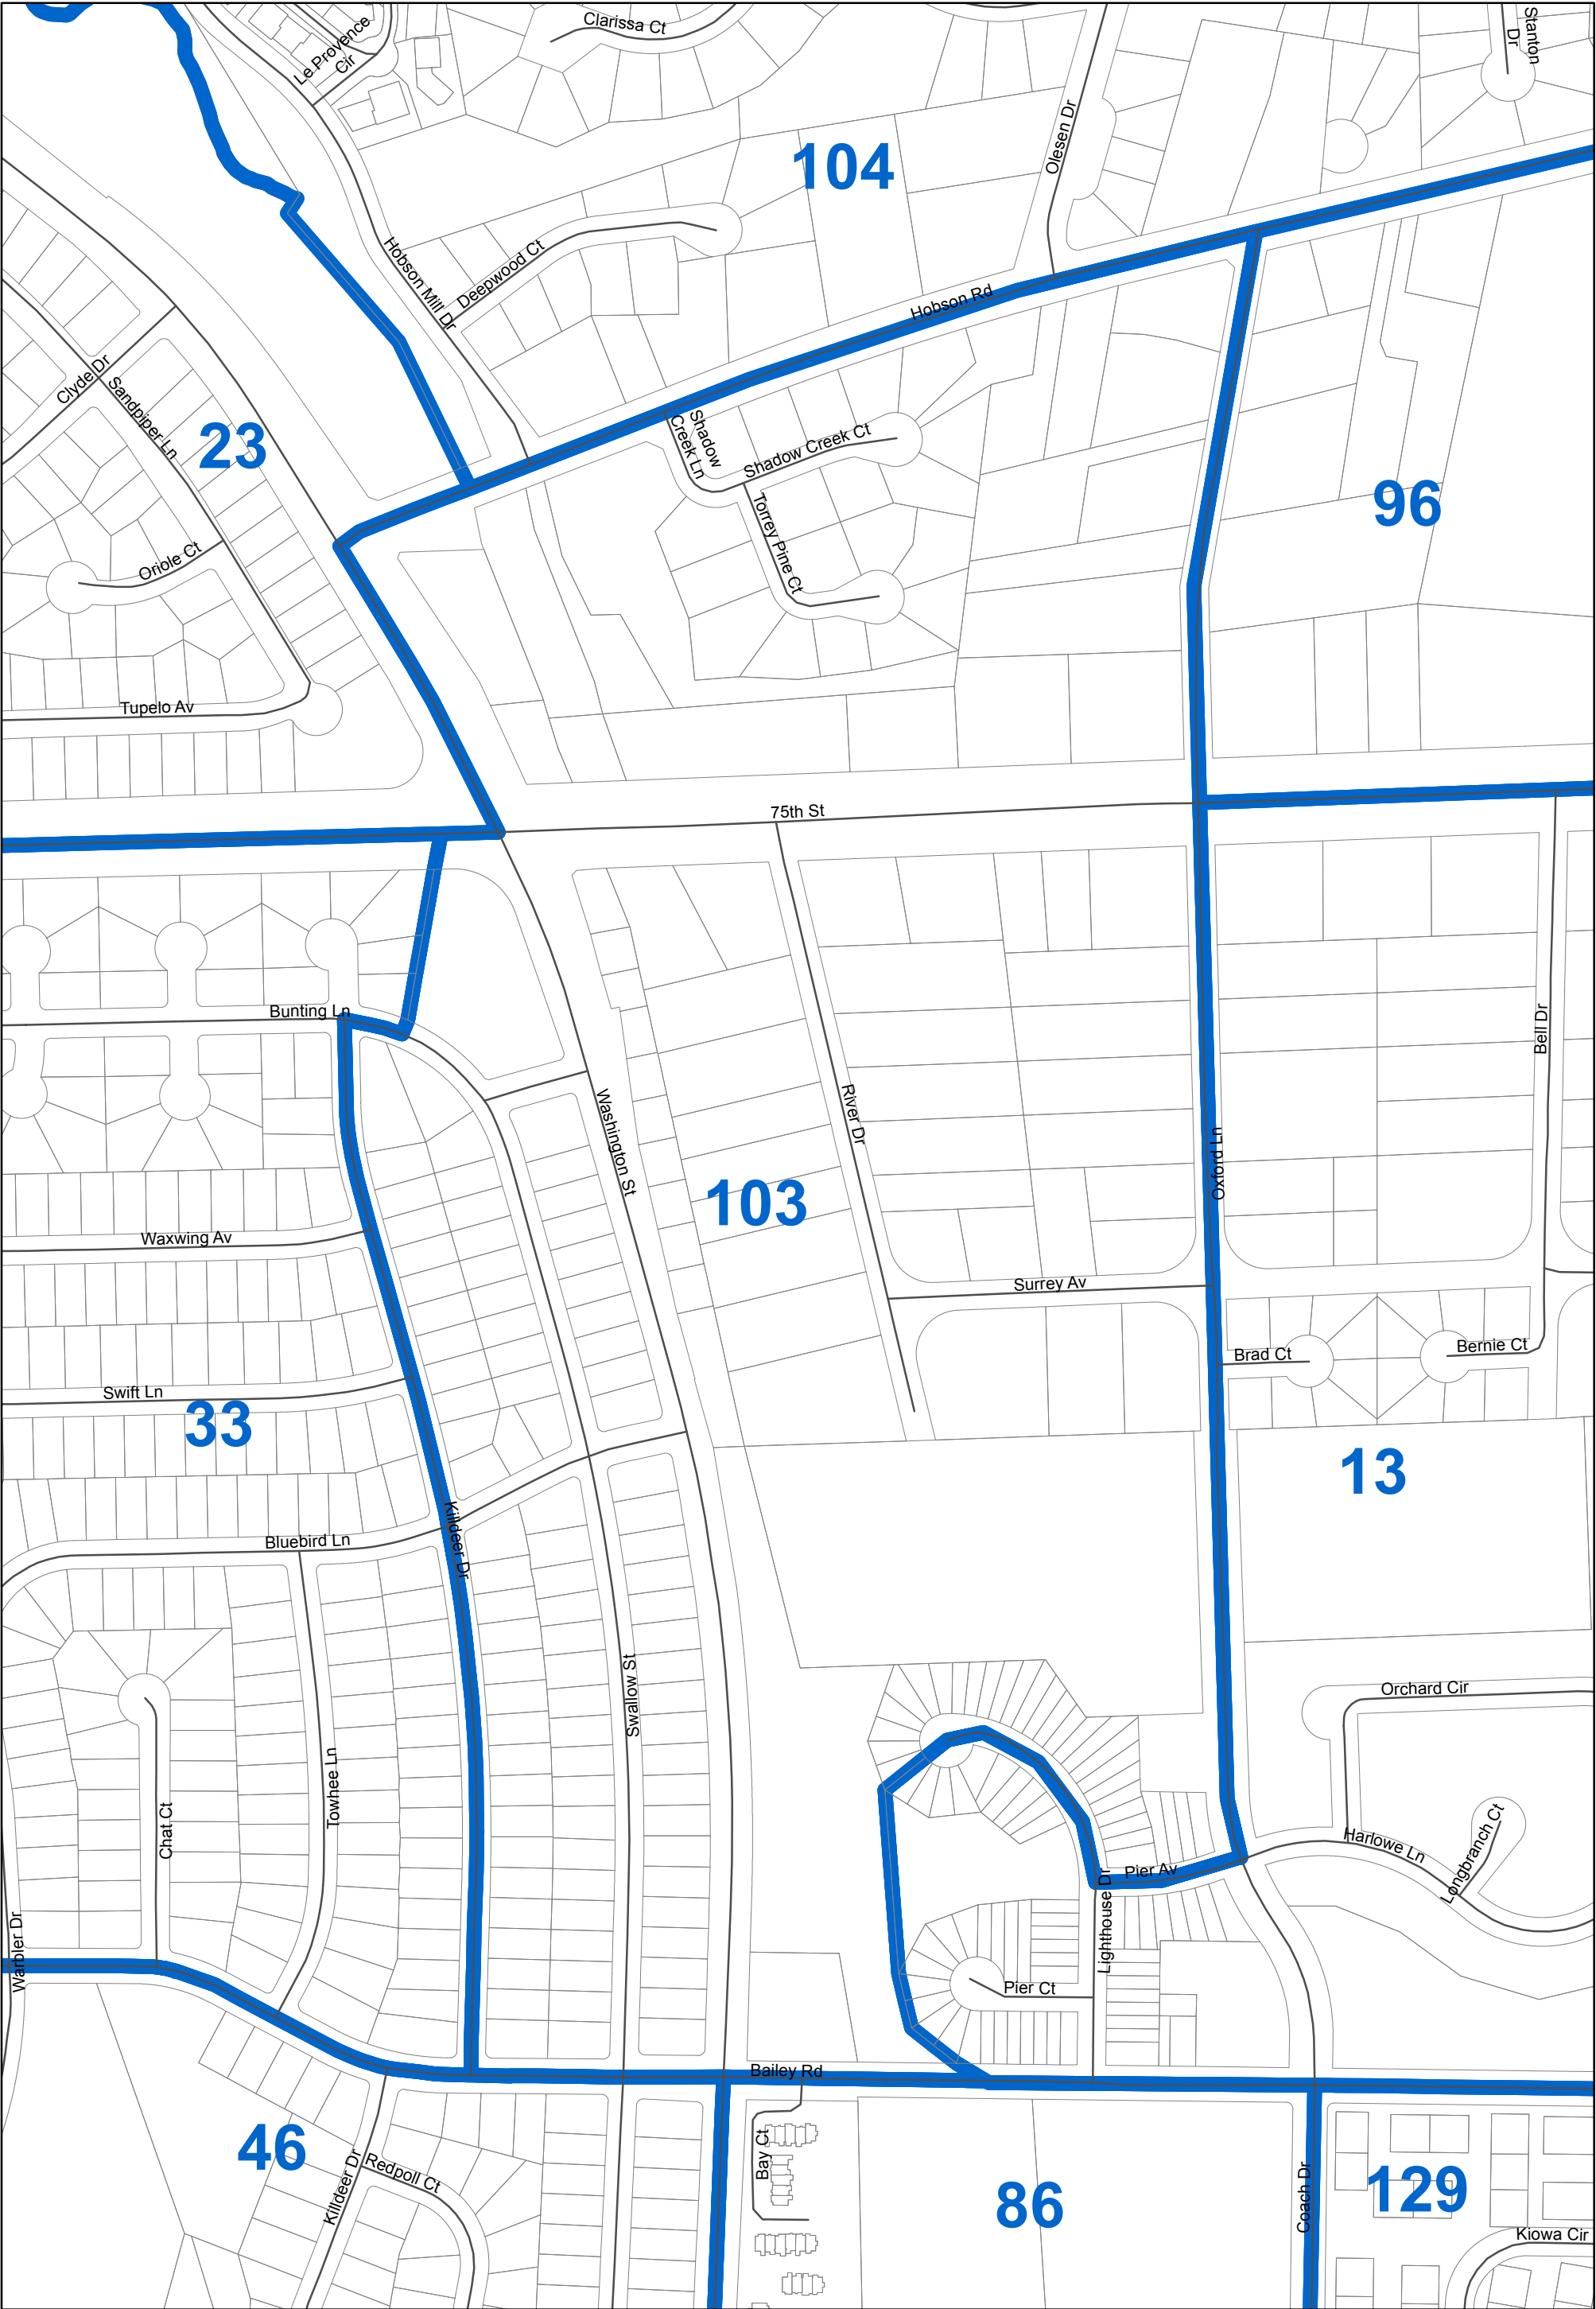 Clarissa Ct
Stanton
Dr
Le Provence
Cir
104
Olesen Dr
Hobson Mill Dr
Deepwood Ct
Hobson Rd
Clyde Dr
Sandpiper Ln
23
Shadow
Creek Ln
Shadow Creek Ct
96
Torrey Pine Ct
Oriole Ct
Tupelo Av
75th St
Bunting Ln
Bell Dr
Washington St
River Dr
Oxford Ln
103
Waxwing Av
Surrey Av
Brad Ct
Bernie Ct
Swift Ln
33
13
Killdeer Dr
Bluebird Ln
Swallow St
Orchard Cir
Towhee Ln
Chat Ct
Harlowe Ln
Longbranch Ct
Pier Av
Lighthouse Dr
Warbler Dr
Pier Ct
Bailey Rd
46
Killdeer Dr
Redpoll Ct
Bay Ct
86
Coach Dr
129
Kiowa Cir